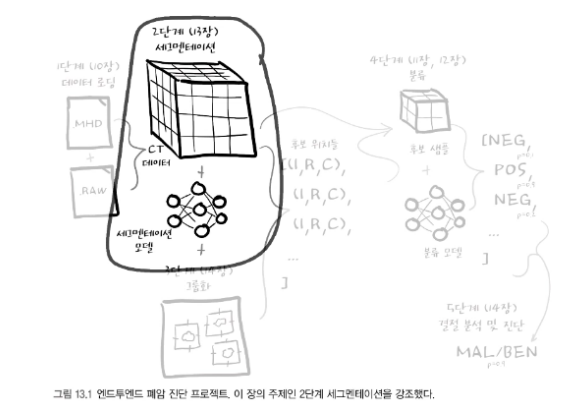 2단계 (13장)
세그멘테이션
1단계 (10장)
데이터 로딩
MHD
+
.RAW
CT
데이터
+
세그멘테이션
모델
+
3단계 (14장)
그룹화
후보 위치들
[(I,R,C),
(I,R,C),
(I,R,C),
...
]
4단계 (11장, 12장)
분류
후보 샘플
+
분류 모델
[NEG,
POS,
NEG,
...
]
5단계 (14장)
결절 분석 및 진단
MAL/BEN
그림 13.1 엔드투엔드 폐암 진단 프로젝트. 이 장의 주제인 2단계 세그멘테이션을 강조했다.